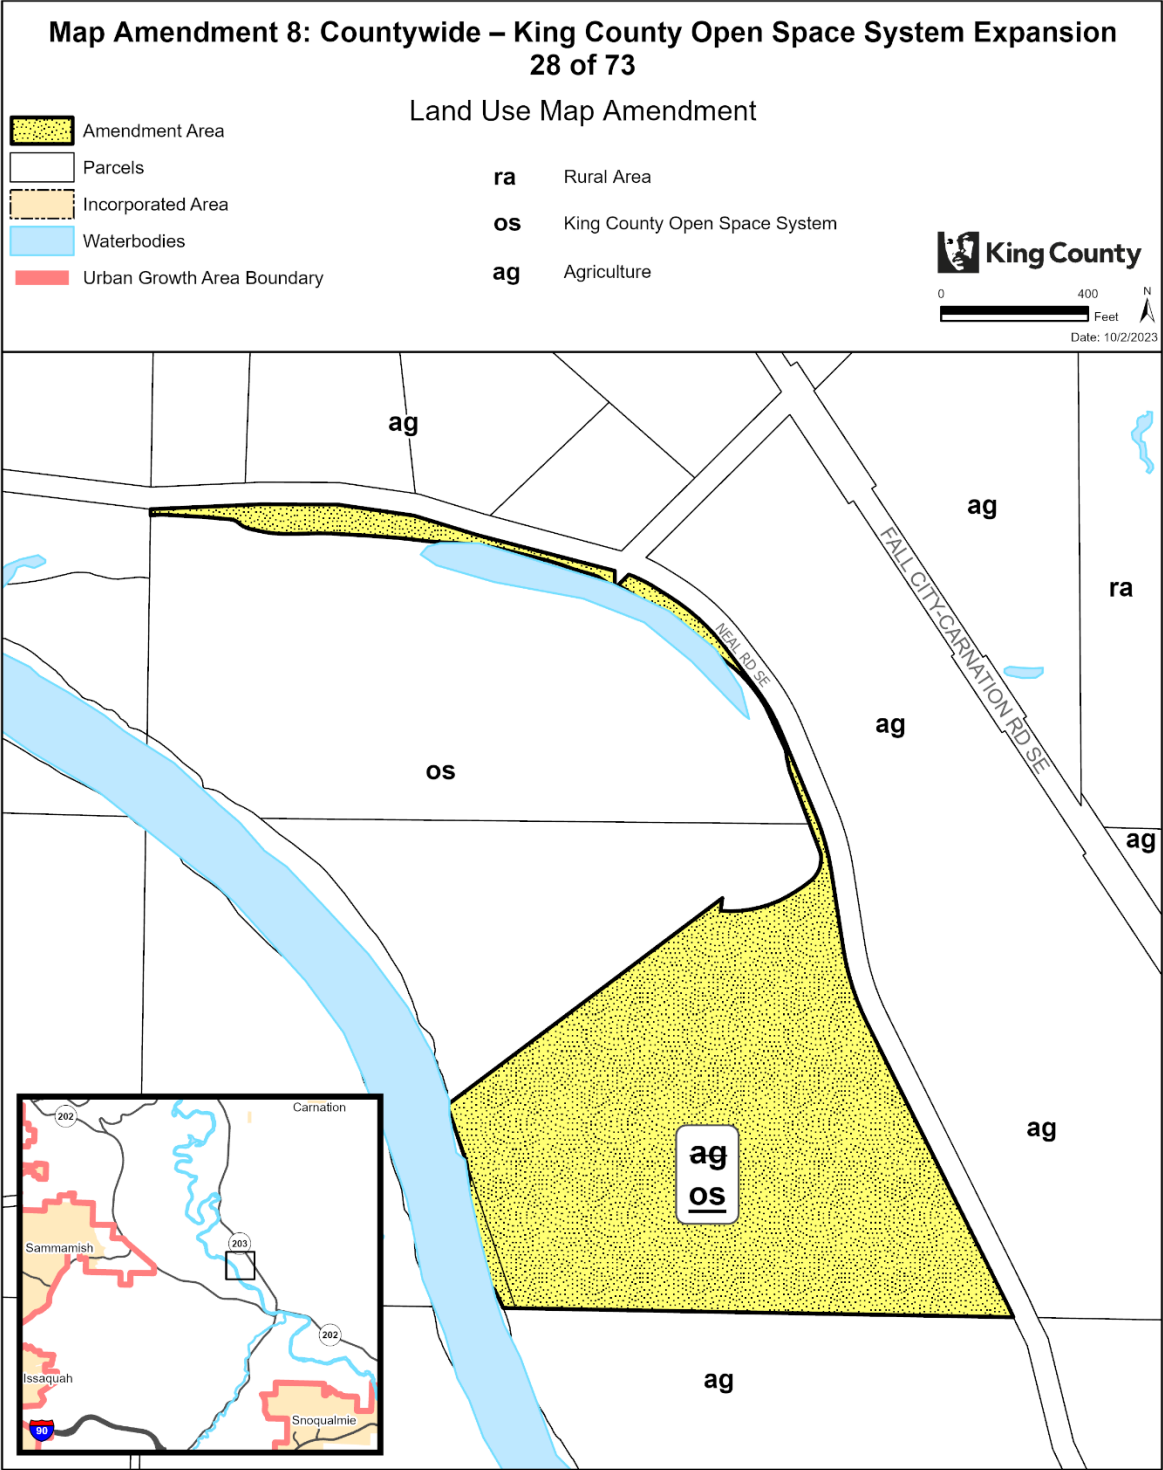 Map Amendment 8: Countywide – King County Open Space System Expansion
28 of 73
Land Use Map Amendment
Amendment Area
Parcels
Incorporated Area
Waterbodies
Urban Growth Area Boundary
ra Rural Area
os King County Open Space System
ag Agriculture
King County
0 400
Feet
N
Date: 10/2/2023
ag
ag
FALL CITY-CARNATION RD SE
ra
NEAL RD SE
ag
os
ag
ag
ag
os
ag
Carnation
202
203
Sammamish
202
Issaquah
Snoqualmie
90